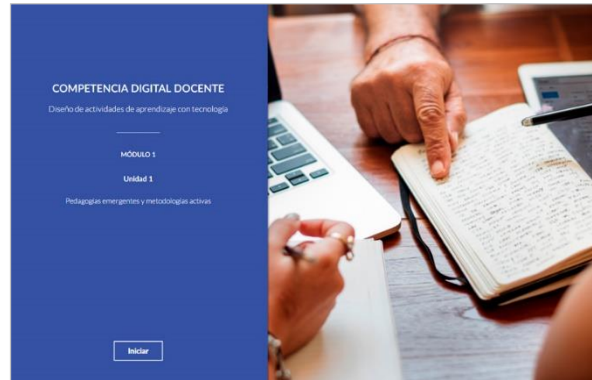 COMPETENCIA DIGITAL DOCENTE
Diseño de actividades de aprendizaje con tecnología
MÓDULO 1
Unidad 1
Pedagogías emergentes y metodologías activas
Iniciar